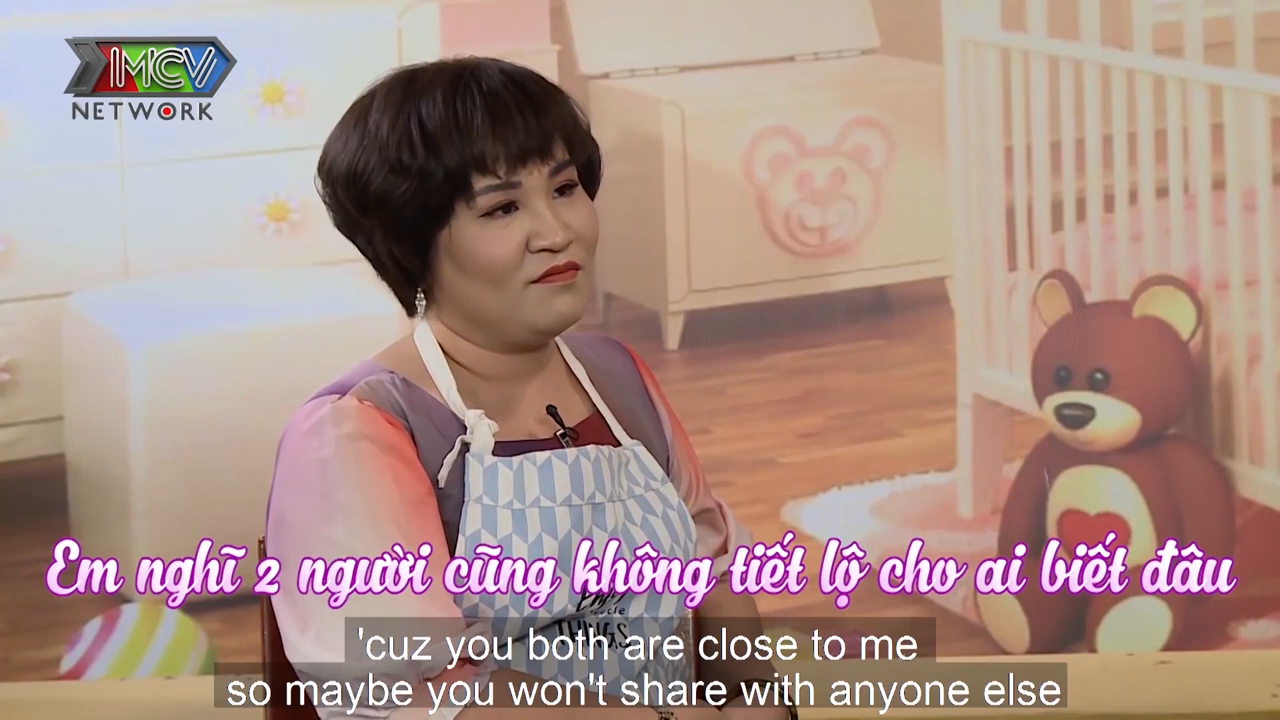 MCV
NETWORK
Em nghĩ 2 người cũng không tiết lộ cho ai biết đâu
THINGS
'cuz you both are close to me
so maybe you won't share with anyone else